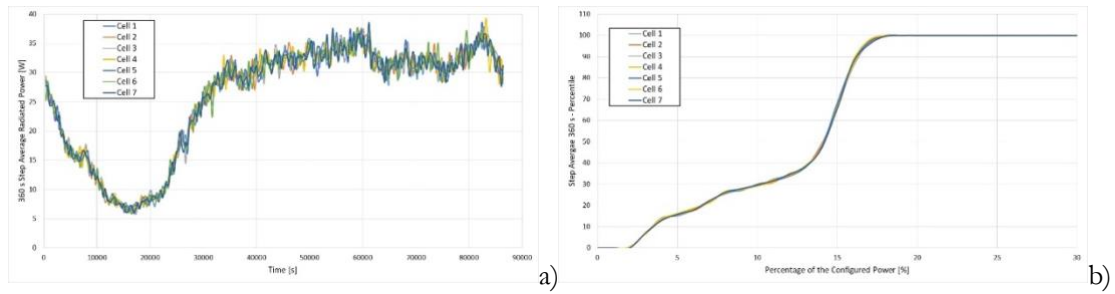 40
35
30
25
20
15
10
5
0
360 s Step Average Radiated Power [W]
Cell 1
Cell 2
Cell 3
Cell 4
Cell 5
Cell 6
Cell 7
0 10000 20000 30000 40000 50000 60000 70000 80000 90000
Time [s]
a)
110
100
90
80
70
60
50
40
30
20
10
0
Step Avergae 360 s - Percentile
Cell 1
Cell 2
Cell 3
Cell 4
Cell 5
Cell 6
Cell 7
0 5 10 15 20 25 30
Percentage of the Configured Power [%]
b)